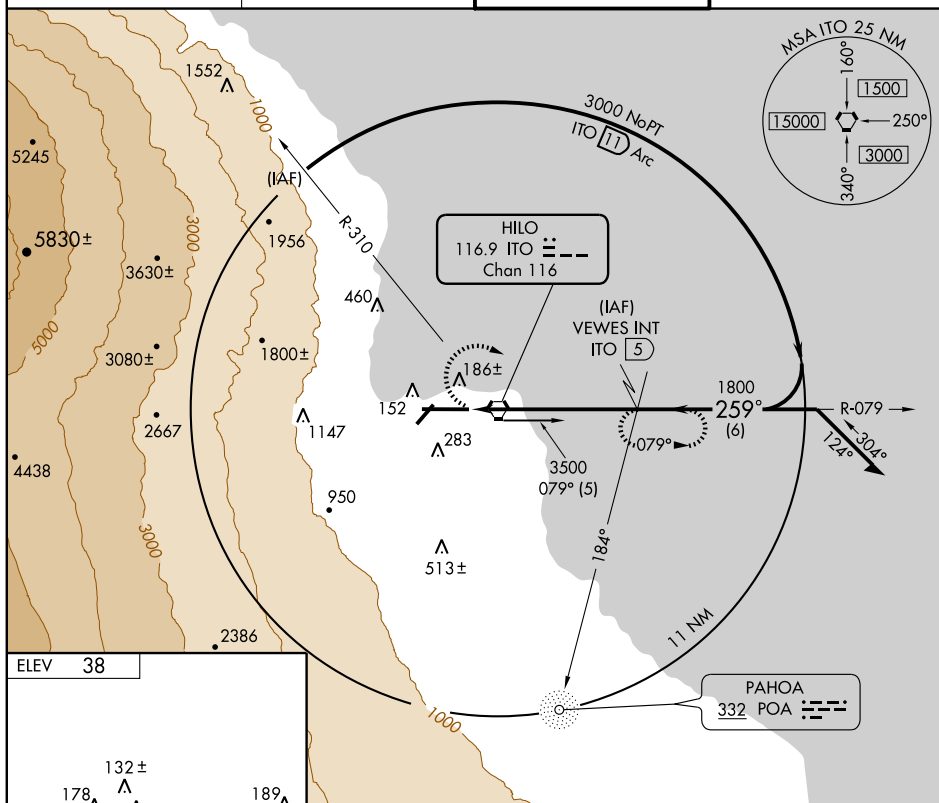 MSA ITO 25 NM
160°
1500
15000
250°
3000
340°
1552
1000
3000 NoPT
ITO 11 Arc
5245
(IAF)
R-310
1956
5830±
3000
3630±
HILO
116.9 ITO
Chan 116
460
(IAF)
VEWES INT
ITO 5
5000
3080±
1800±
186±
1800
152
259°
R-079
(6)
2667
1147
283
079°
304°
124°
3500
079° (5)
4438
950
3000
513±
184°
11 NM
2386
ELEV 38
PAHOA
332 POA
1000
132±
178
189